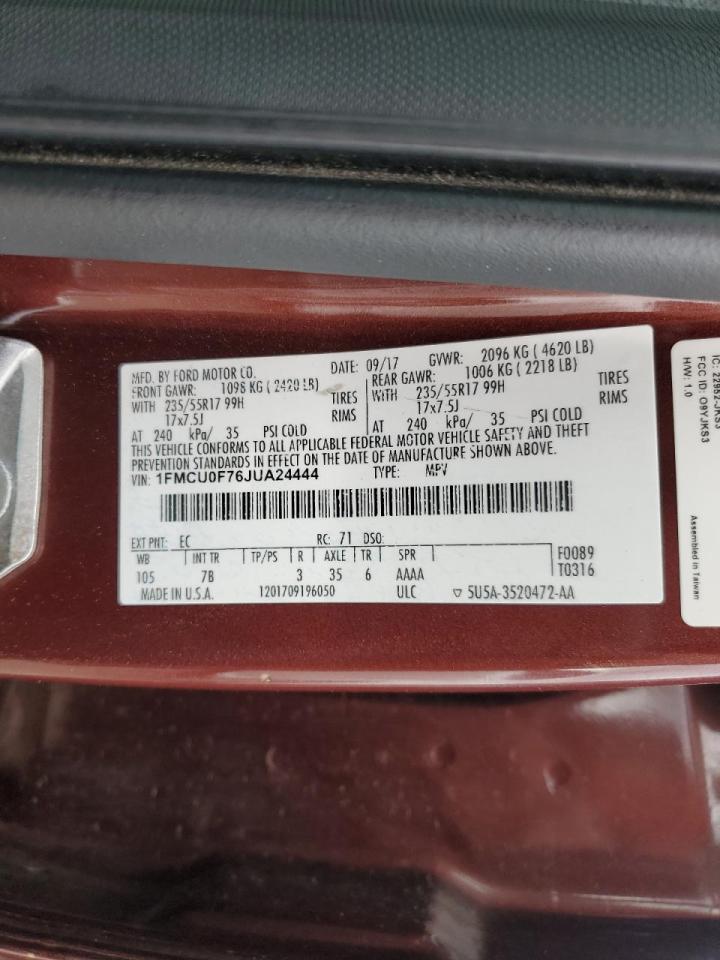 MFD. BY FORD MOTOR CO. DATE: 09/17 GVWR: 2096 KG ( 4620 LB)
FRONT GAWR: 1098 KG ( 2420 LB) REAR GAWR: 1006 KG ( 2218 LB)
WITH 235/55R17 99H TIRES WITH 235/55R17 99H TIRES
17x7.5J RIMS 17x7.5J RIMS
AT 240 kPa/ 35 PSI COLD AT 240 kPa/ 35 PSI COLD
THIS VEHICLE CONFORMS TO ALL APPLICABLE FEDERAL MOTOR VEHICLE SAFETY AND THEFT
PREVENTION STANDARDS IN EFFECT ON THE DATE OF MANUFACTURE SHOWN ABOVE.
VIN: 1FMCU0F76JUA24444 TYPE: MPV
EXT PNT: EC RC: 71 DSO:
WB INT TR TP/PS R AXLE TR SPR F0089
105 7B 3 35 6 AAAA T0316
MADE IN U.S.A. 1201709196050 ULC ▽ 5U5A-3520472-AA
IC: 22952-JKS3
FCC ID: O9YJKS3
H/W: 1.0
Assembled in Taiwan